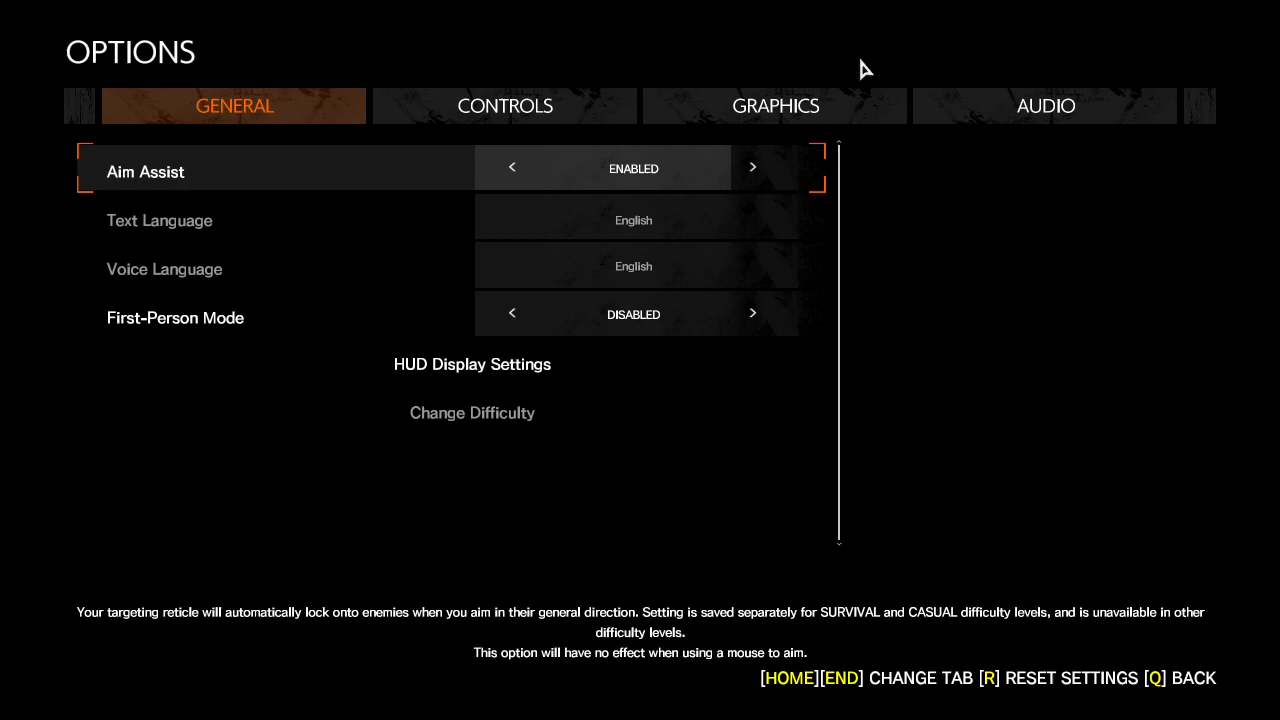 OPTIONS
GENERAL CONTROLS GRAPHICS AUDIO
Aim Assist < ENABLED >
Text Language English
Voice Language English
First-Person Mode < DISABLED >
HUD Display Settings
Change Difficulty
Your targeting reticle will automatically lock onto enemies when you aim in their general direction. Setting is saved separately for SURVIVAL and CASUAL difficulty levels, and is unavailable in other
difficulty levels.
This option will have no effect when using a mouse to aim.
[HOME][END] CHANGE TAB [R] RESET SETTINGS [Q] BACK